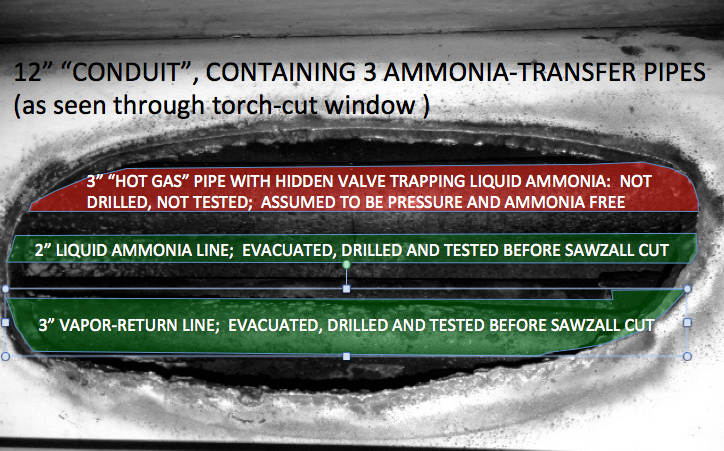 12” “CONDUIT”, CONTAINING 3 AMMONIA-TRANSFER PIPES
(as seen through torch-cut window )
3” “HOT GAS” PIPE WITH HIDDEN VALVE TRAPPING LIQUID AMMONIA:  NOT
DRILLED, NOT TESTED;  ASSUMED TO BE PRESSURE AND AMMONIA FREE
2” LIQUID AMMONIA LINE;  EVACUATED, DRILLED AND TESTED BEFORE SAWZALL CUT
3” VAPOR-RETURN LINE;  EVACUATED, DRILLED AND TESTED BEFORE SAWZALL CUT